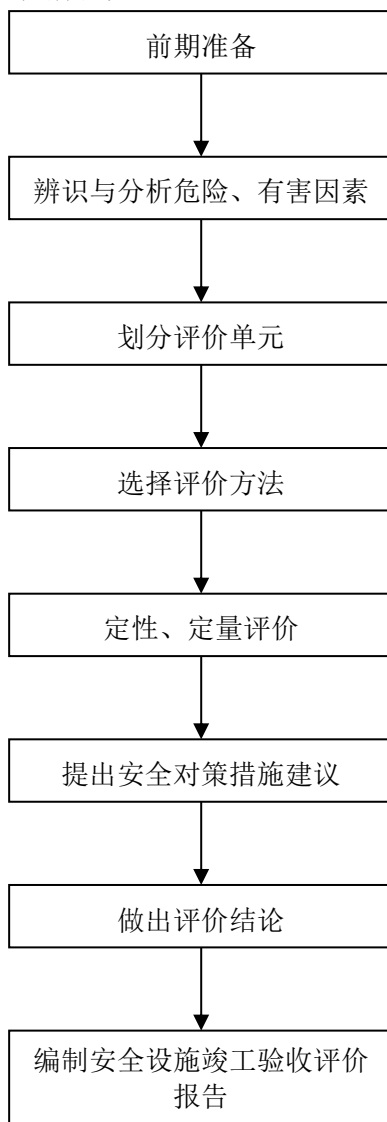 前期准备
辨识与分析危险、有害因素
划分评价单元
选择评价方法
定性、定量评价
提出安全对策措施建议
做出评价结论
编制安全设施竣工验收评价
报告